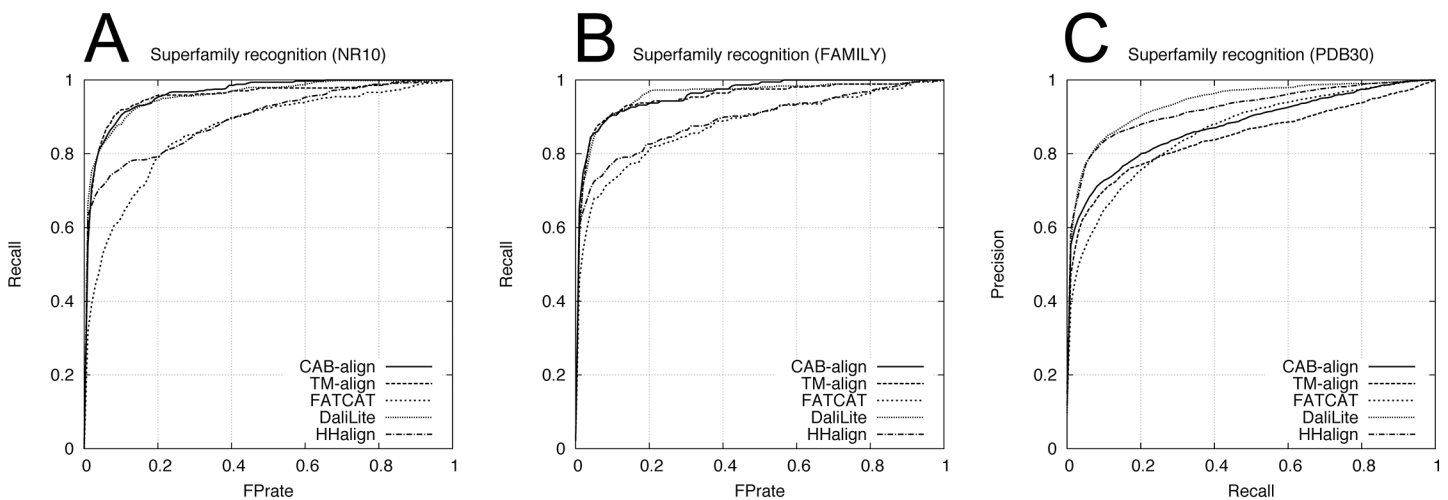 A
Superfamily recognition (NR10)
1
0.8
0.6
0.4
0.2
0
Recall
CAB-align
TM-align
FATCAT
DaliLite
HHalign
0 0.2 0.4 0.6 0.8 1
FPrate
B
Superfamily recognition (FAMILY)
1
0.8
0.6
0.4
0.2
0
Recall
CAB-align
TM-align
FATCAT
DaliLite
HHalign
0 0.2 0.4 0.6 0.8 1
FPrate
C
Superfamily recognition (PDB30)
1
0.8
0.6
0.4
0.2
0
Precision
CAB-align
TM-align
FATCAT
DaliLite
HHalign
0 0.2 0.4 0.6 0.8 1
Recall